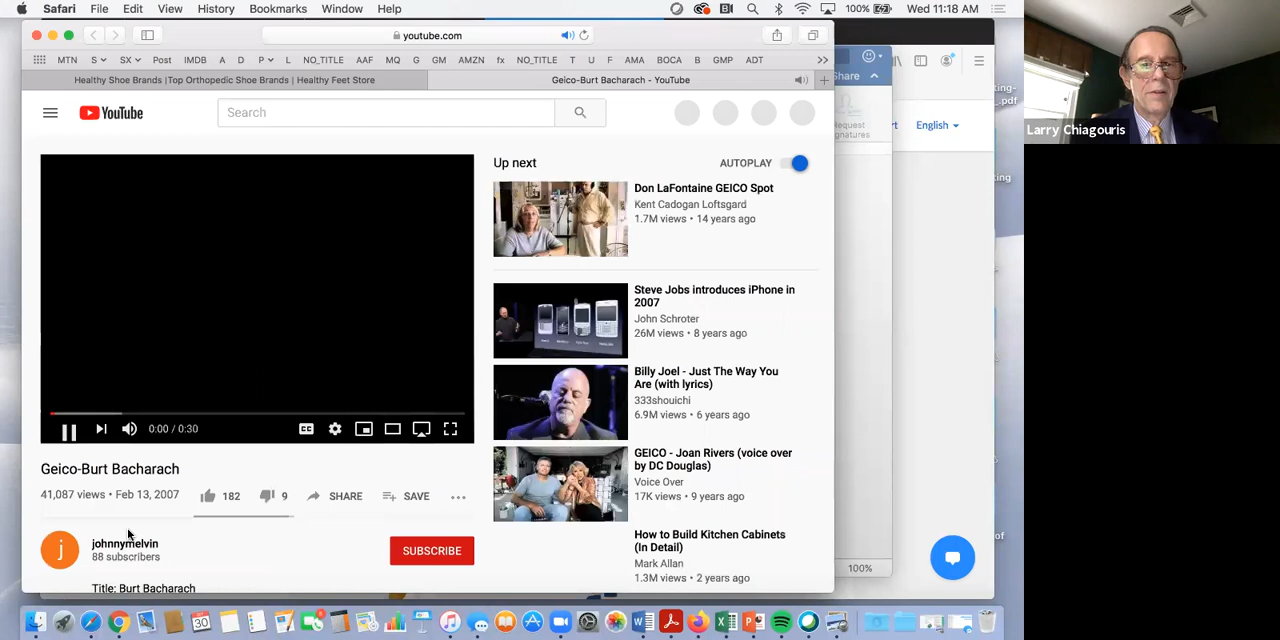 Safari File Edit View History Bookmarks Window Help
100% Wed 11:18 AM
youtube.com
MTN S SX Post IMDB A D P L NO_TITLE AAF MQ G GM AMZN fx NO_TITLE T U F AMA BOCA B GMP ADT
Healthy Shoe Brands | Top Orthopedic Shoe Brands | Healthy Feet Store
Geico-Burt Bacharach - YouTube
Share
Request
signatures
English
YouTube
Search
Larry Chiagouris
Up next
AUTOPLAY
Don LaFontaine GEICO Spot
Kent Cadogan Loftsgard
1.7M views • 14 years ago
Steve Jobs introduces iPhone in
2007
John Schroter
26M views • 8 years ago
Billy Joel - Just The Way You
Are (with lyrics)
333shouichi
6.9M views • 6 years ago
GEICO - Joan Rivers (voice over
by DC Douglas)
Voice Over
17K views • 9 years ago
How to Build Kitchen Cabinets
(In Detail)
Mark Allan
1.3M views • 2 years ago
0:00 / 0:30
CC
Geico-Burt Bacharach
41,087 views • Feb 13, 2007
182 9 SHARE SAVE
j
johnnymelvin
88 subscribers
SUBSCRIBE
Title: Burt Bacharach
100%
30